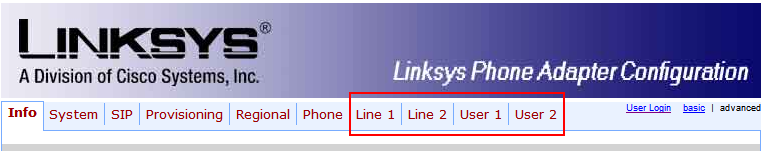 LINKSYS®
A Division of Cisco Systems, Inc.
Linksys Phone Adapter Configuration
Info System SIP Provisioning Regional Phone Line 1 Line 2 User 1 User 2 User Login basic | advanced